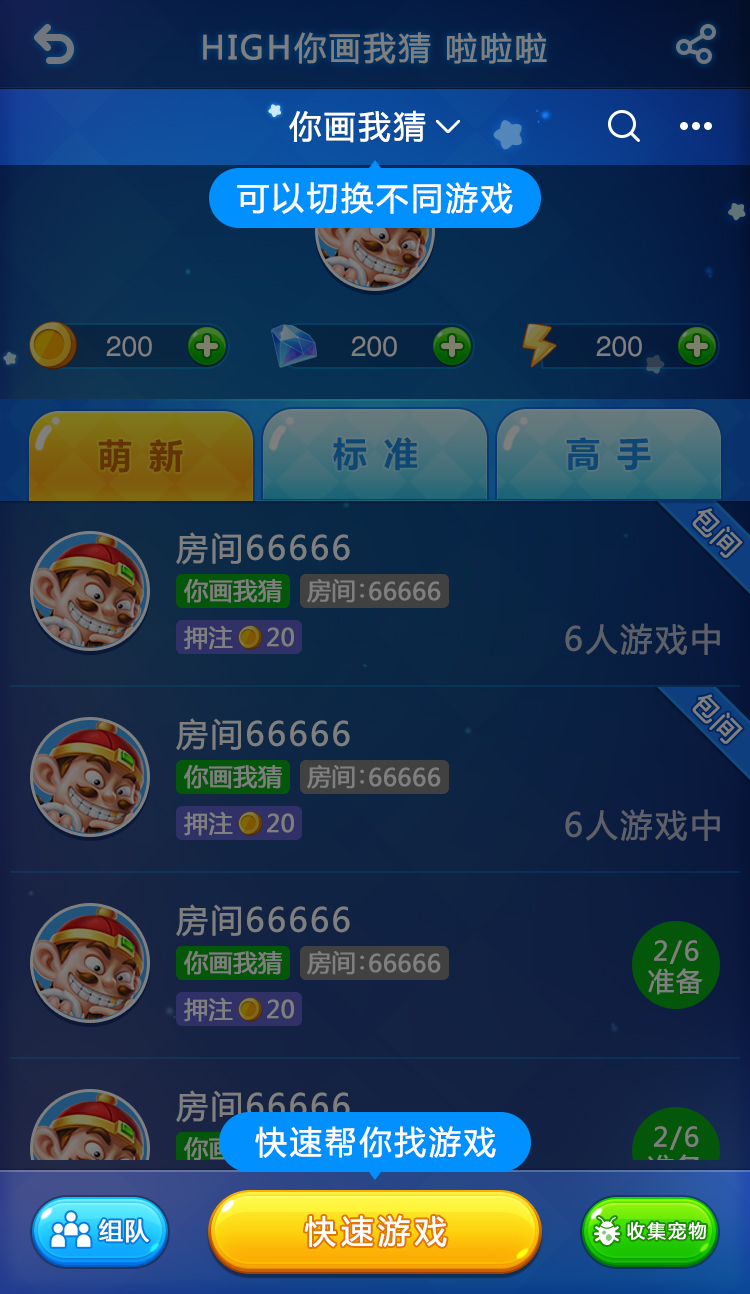 HIGH你画我猜 啦啦啦
你画我猜
可以切换不同游戏
200 200 200
萌新 标准 高手
包间
房间66666
你画我猜 房间:66666
押注 20
6人游戏中
包间
房间66666
你画我猜 房间:66666
押注 20
6人游戏中
房间66666
你画我猜 房间:66666
押注 20
2/6
准备
房间66666
2/6
快速帮你找游戏
组队 快速游戏 收集宠物